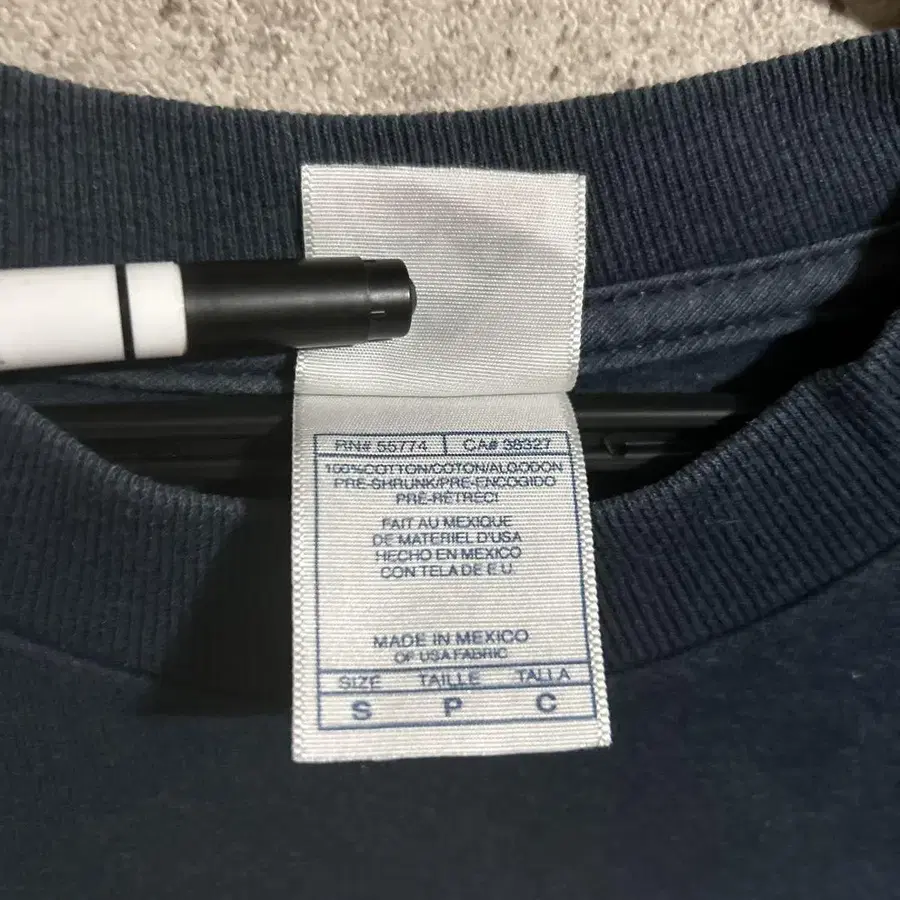 RN# 55774 | CA# 38327
100%COTTON/COTON/ALGODON
PRE-SHRUNK/PRE-ENCOGIDO
PRE-RETRECI
FAIT AU MEXIQUE
DE MATERIEL D'USA
HECHO EN MEXICO
CON TELA DE E.U.
MADE IN MEXICO
OF USA FABRIC
SIZE TAILLE TALLA
S P C